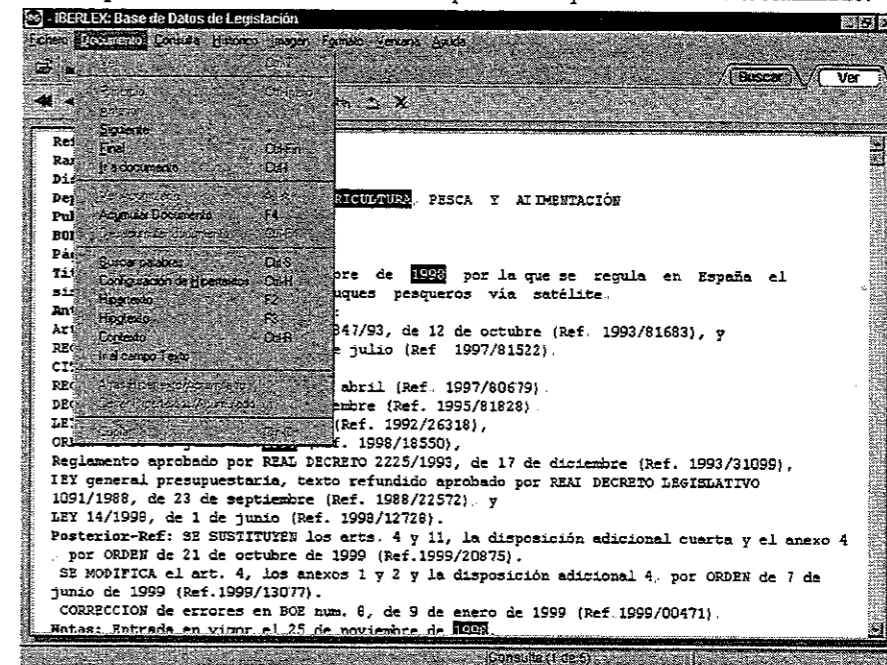 IBERLEX: Base de Datos de Legislación
Fichero Documento Consulta Histórico Imagen Formato Ventana Ayuda
Buscar Ver
Siguiente
Final Ctrl-Fin
Ir a documento
Acumular Documento F4
Buscar palabras Ctrl-S
Configuración de Hipertextos Ctrl-H
Hipertexto F2
Hipotexto F3
Contexto Ctrl-R
Ir al campo Texto
RICULTURA, PESCA Y ALIMENTACIÓN
bre de 1998 por la que se regula en España el
uques pesqueros vía satélite.
847/93, de 12 de octubre (Ref. 1993/81683), y
julio (Ref 1997/81522).
abril (Ref. 1997/80679).
embre (Ref. 1995/81828)
(Ref. 1992/26318),
f. 1998/18550),
Reglamento aprobado por REAL DECRETO 2225/1993, de 17 de diciembre (Ref. 1993/31099),
LEY general presupuestaria, texto refundido aprobado por REAL DECRETO LEGISLATIVO
1091/1988, de 23 de septiembre (Ref. 1988/22572). y
LEY 14/1998, de 1 de junio (Ref. 1998/12728).
Posterior-Ref: SE SUSTITUYEN los arts. 4 y 11, la disposición adicional cuarta y el anexo 4
por ORDEN de 21 de octubre de 1999 (Ref.1999/20875).
SE MODIFICA el art. 4, los anexos 1 y 2 y la disposición adicional 4, por ORDEN de 7 de
junio de 1999 (Ref.1999/13077).
CORRECCION de errores en BOE num. 8, de 9 de enero de 1999 (Ref.1999/00471).
Notas: Entrada en vigor el 25 de noviembre de 1998.
Consulta (1 de 5)